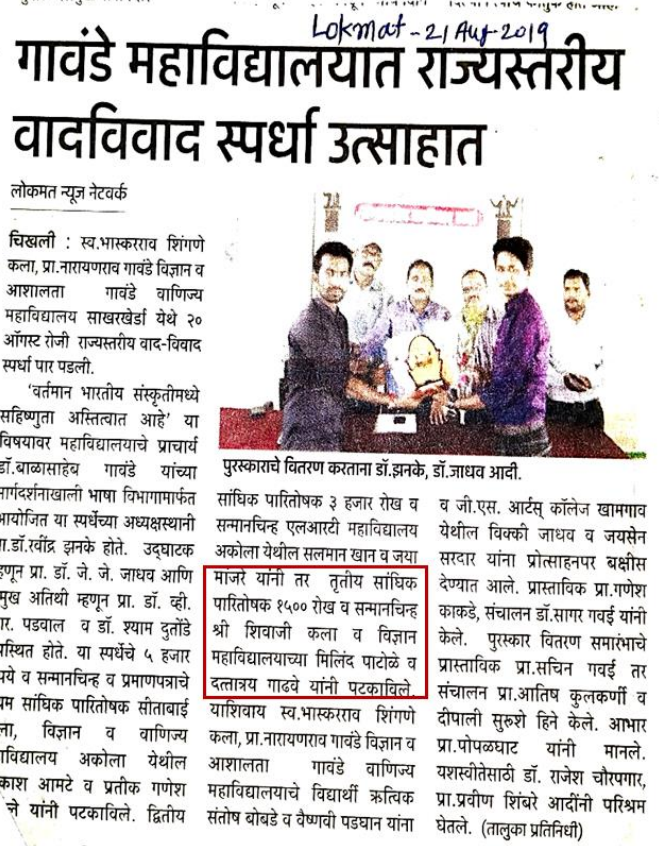 Lokmat - 21 Aug - 2019
गावंडे महाविद्यालयात राज्यस्तरीय
वादविवाद स्पर्धा उत्साहात
लोकमत न्यूज नेटवर्क
चिखली : स्व.भास्करराव शिंगणे
कला, प्रा.नारायणराव गावंडे विज्ञान व
आशालता गावंडे वाणिज्य
महाविद्यालय साखरखेर्डा येथे २०
ऑगस्ट रोजी राज्यस्तरीय वाद-विवाद
स्पर्धा पार पडली.
'वर्तमान भारतीय संस्कृतीमध्ये
सहिष्णुता अस्तित्वात आहे' या
विषयावर महाविद्यालयाचे प्राचार्य
डॉ.बाळासाहेब गावंडे यांच्या
मार्गदर्शनाखाली भाषा विभागामार्फत
आयोजित या स्पर्धेच्या अध्यक्षस्थानी
डॉ.रवींद्र झनके होते. उद्घाटक
म्हणून प्रा. डॉ. जे. जे. जाधव आणि
अतिथी म्हणून प्रा. डॉ. व्ही.
आर. पडवाल व डॉ. श्याम दुतोंडे
होते. या स्पर्धेचे ५ हजार
व सन्मानचिन्ह व प्रमाणपत्राचे
सांघिक पारितोषिक सीताबाई
विज्ञान व वाणिज्य
महाविद्यालय अकोला येथील
आमटे व प्रतीक गणेश
यांनी पटकाविले. द्वितीय
पुरस्काराचे वितरण करताना डॉ.झनके, डॉ.जाधव आदी.
सांघिक पारितोषक ३ हजार रोख व
सन्मानचिन्ह एलआरटी महाविद्यालय
अकोला येथील सलमान खान व जया
मांजरे यांनी तर तृतीय सांघिक
पारितोषक १५०० रोख व सन्मानचिन्ह
श्री शिवाजी कला व विज्ञान
महाविद्यालयाच्या मिलिंद पाटोळे व
दत्तात्रय गाढवे यांनी पटकाविले.
याशिवाय स्व.भास्करराव शिंगणे
कला, प्रा.नारायणराव गावंडे विज्ञान व
आशालता गावंडे वाणिज्य
महाविद्यालयाचे विद्यार्थी ऋत्विक
संतोष बोबडे व वैष्णवी पडघान यांना
व जी.एस. आर्टस् कॉलेज खामगाव
येथील विक्की जाधव व जयसेन
सरदार यांना प्रोत्साहनपर बक्षीस
देण्यात आले. प्रास्ताविक प्रा.गणेश
काकडे, संचालन डॉ.सागर गवई यांनी
केले. पुरस्कार वितरण समारंभाचे
प्रास्ताविक प्रा.सचिन गवई तर
संचालन प्रा.आतिष कुलकर्णी व
दीपाली सुरूशे हिने केले. आभार
प्रा.पोपळघाट यांनी मानले.
यशस्वीतेसाठी डॉ. राजेश चौरपगार,
प्रा.प्रवीण शिंबरे आदींनी परिश्रम
घेतले. (तालुका प्रतिनिधी)